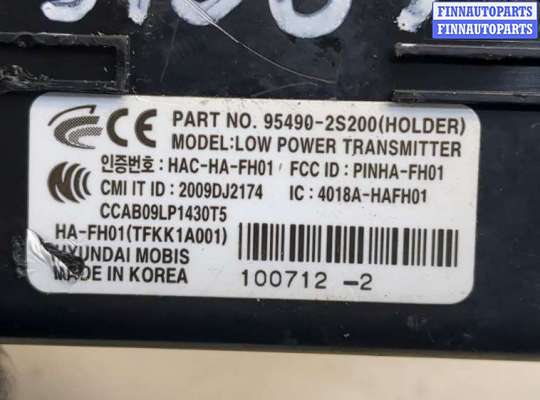 FINNAUTOPARTS
FINNAUTOPARTS
CE PART NO. 95490-2S200(HOLDER)
MODEL:LOW POWER TRANSMITTER
인증번호 : HAC-HA-FH01 FCC ID : PINHA-FH01
CMI IT ID : 2009DJ2174 IC : 4018A-HAFH01
CCAB09LP1430T5
HA-FH01(TFKK1A001)
HYUNDAI MOBIS
MADE IN KOREA
100712 -2